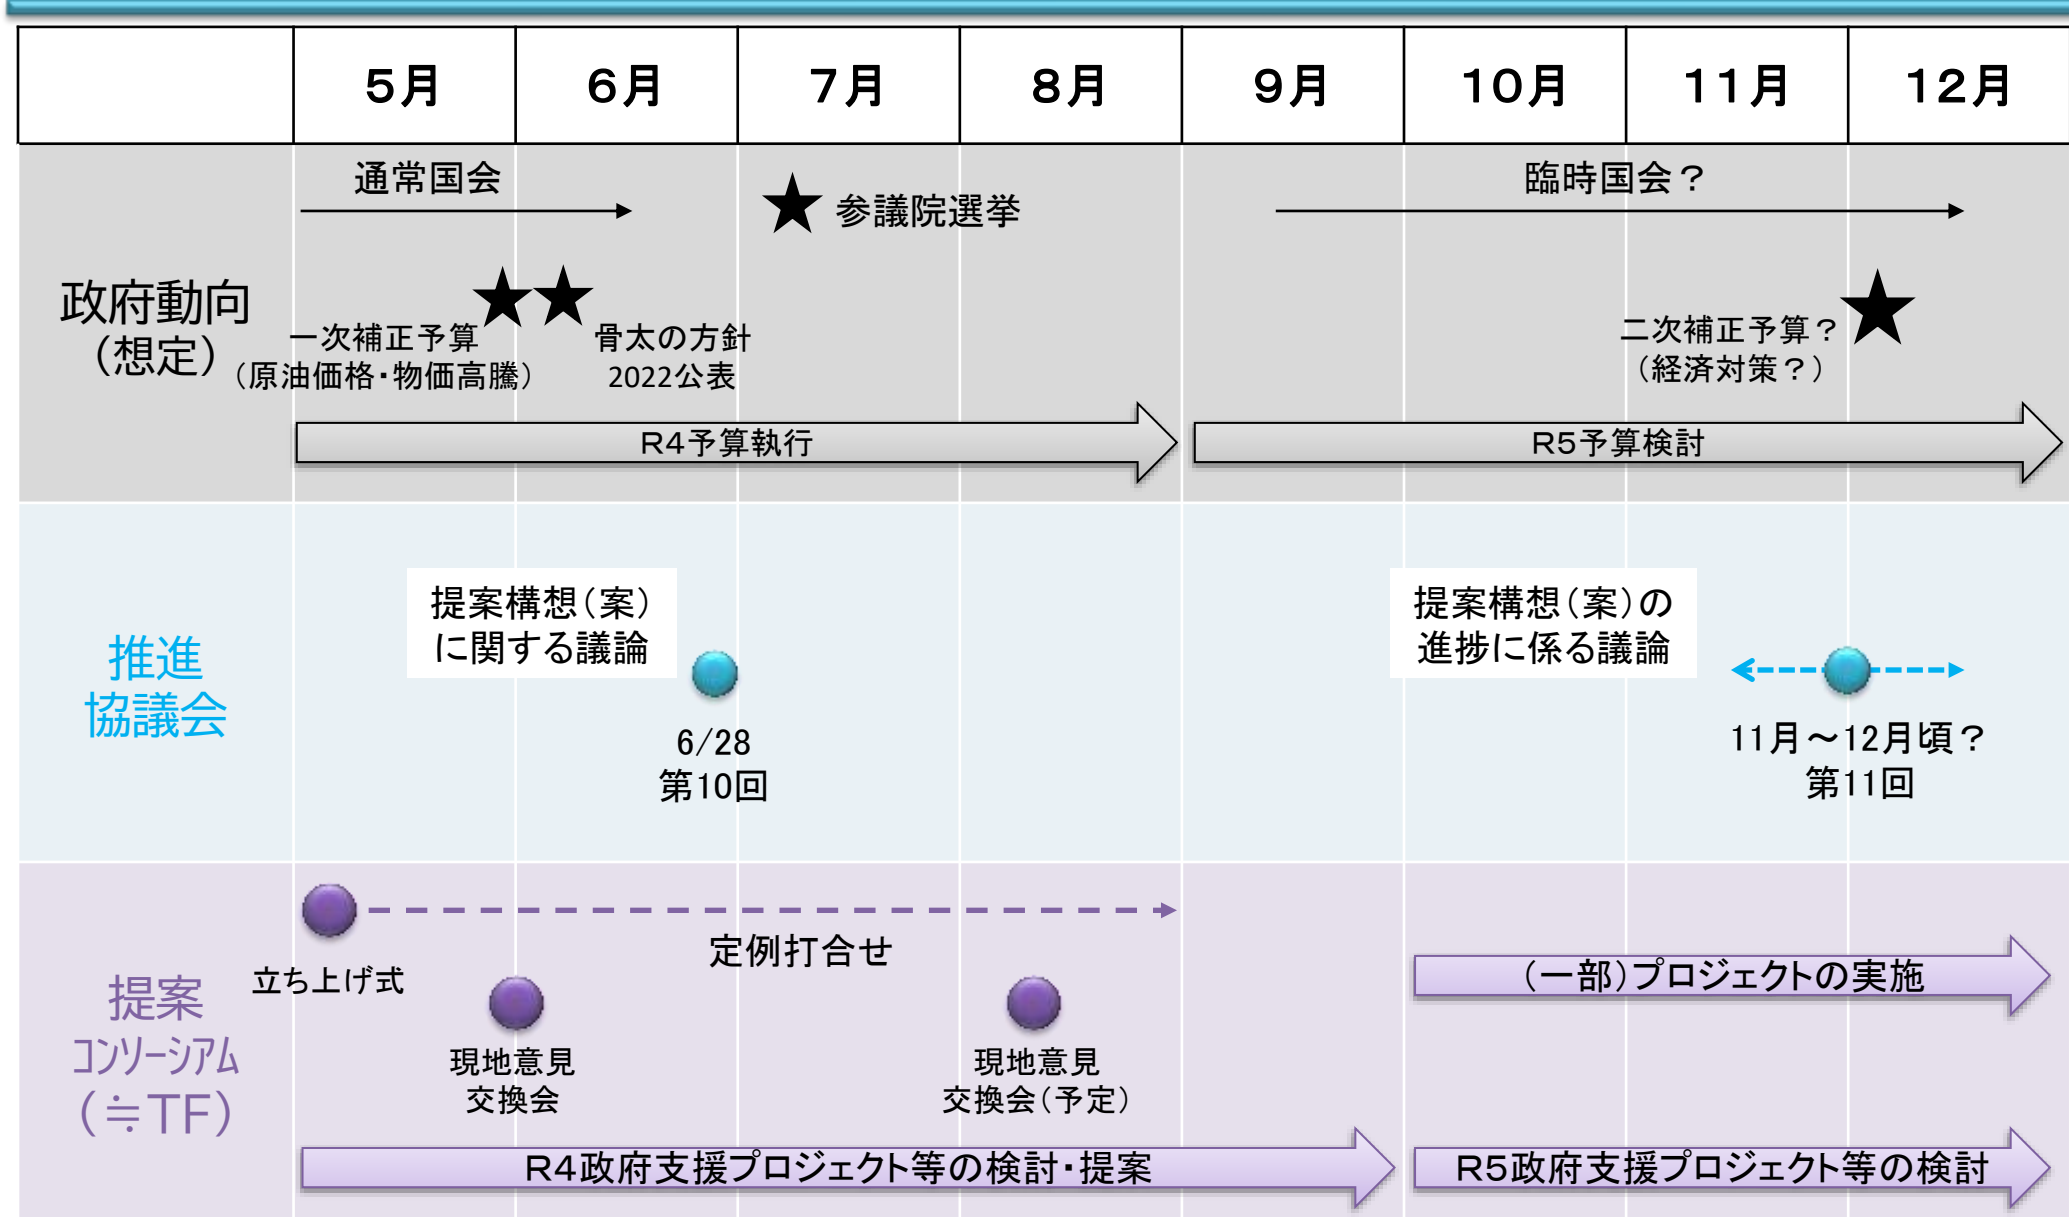 5月 6月 7月 8月 9月 10月 11月 12月
政府動向
（想定）
通常国会
参議院選挙
臨時国会？
一次補正予算
（原油価格・物価高騰）
骨太の方針
2022公表
二次補正予算？
（経済対策？）
R4予算執行
R5予算検討
推進
協議会
提案構想（案）
に関する議論
6/28
第10回
提案構想（案）の
進捗に係る議論
11月～12月頃？
第11回
提案
コンソーシアム
（≒TF）
立ち上げ式
定例打合せ
現地意見
交換会
現地意見
交換会（予定）
（一部）プロジェクトの実施
R4政府支援プロジェクト等の検討・提案
R5政府支援プロジェクト等の検討